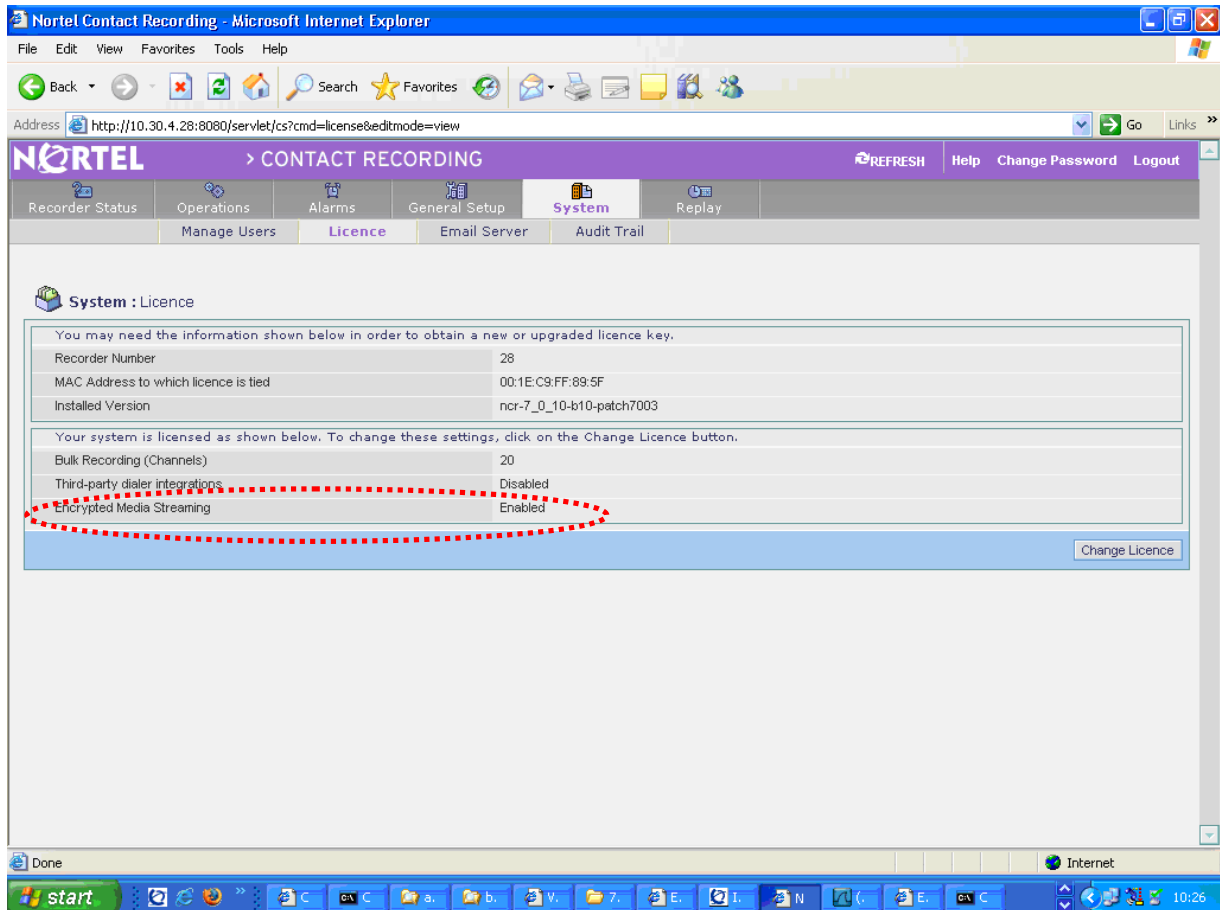 Nortel Contact Recording - Microsoft Internet Explorer
File Edit View Favorites Tools Help
Back Search Favorites
Address http://10.30.4.28:8080/servlet/cs?cmd=license&editmode=view Go Links »
NORTEL > CONTACT RECORDING REFRESH Help Change Password Logout
Recorder Status Operations Alarms General Setup System Replay
Manage Users Licence Email Server Audit Trail
System : Licence
You may need the information shown below in order to obtain a new or upgraded licence key.
Recorder Number 28
MAC Address to which licence is tied 00:1E:C9:FF:89:5F
Installed Version ncr-7_0_10-b10-patch7003
Your system is licensed as shown below. To change these settings, click on the Change Licence button.
Bulk Recording (Channels) 20
Third-party dialer integrations Disabled
Encrypted Media Streaming Enabled
Change Licence
Done Internet
start » C C a. b. V. 7. E. I. N (. E. C 10:26